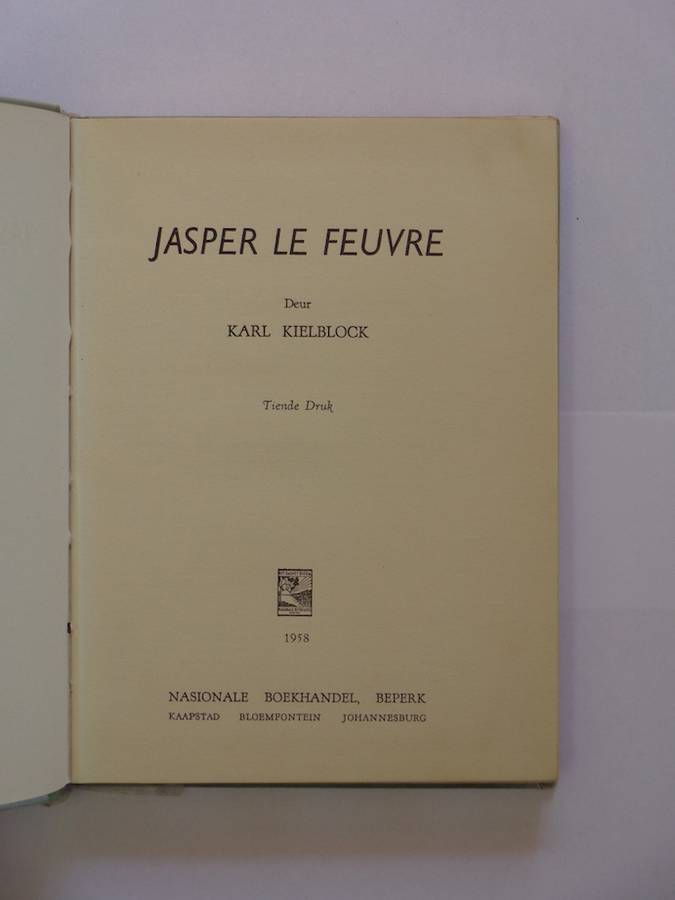 JASPER LE FEUVRE
Deur
KARL KIELBLOCK
Tiende Druk
1958
NASIONALE BOEKHANDEL, BEPERK
KAAPSTAD BLOEMFONTEIN JOHANNESBURG